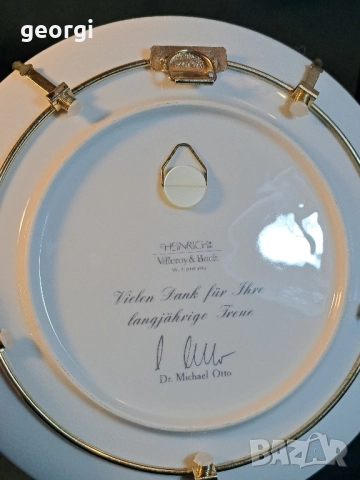 georgi
HEINRICH
Villeroy & Boch
Vielen Dank für Ihre
langjährige Treue
Dr. Michael Otto
BAZAR